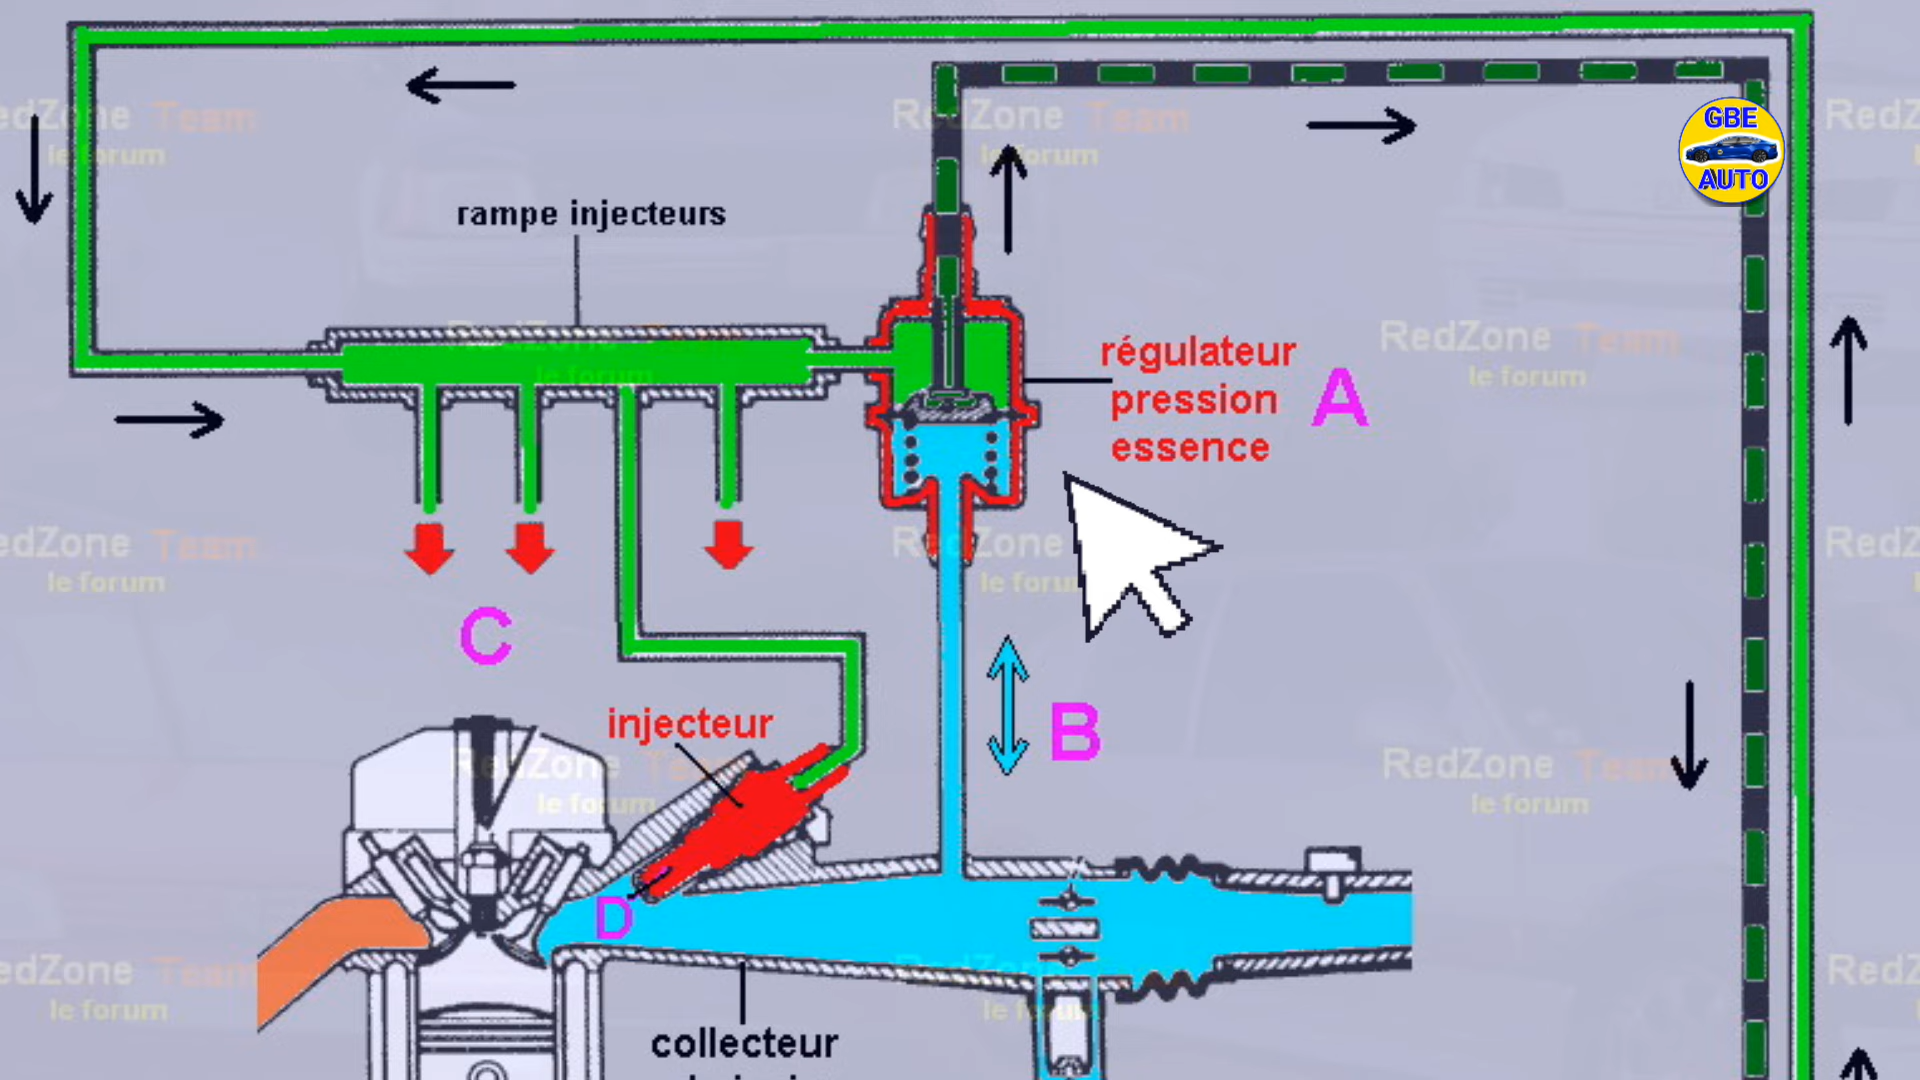 RedZone Team
le forum
GBE
AUTO
rampe injecteurs
régulateur
pression
essence
A
C
B
injecteur
D
collecteur